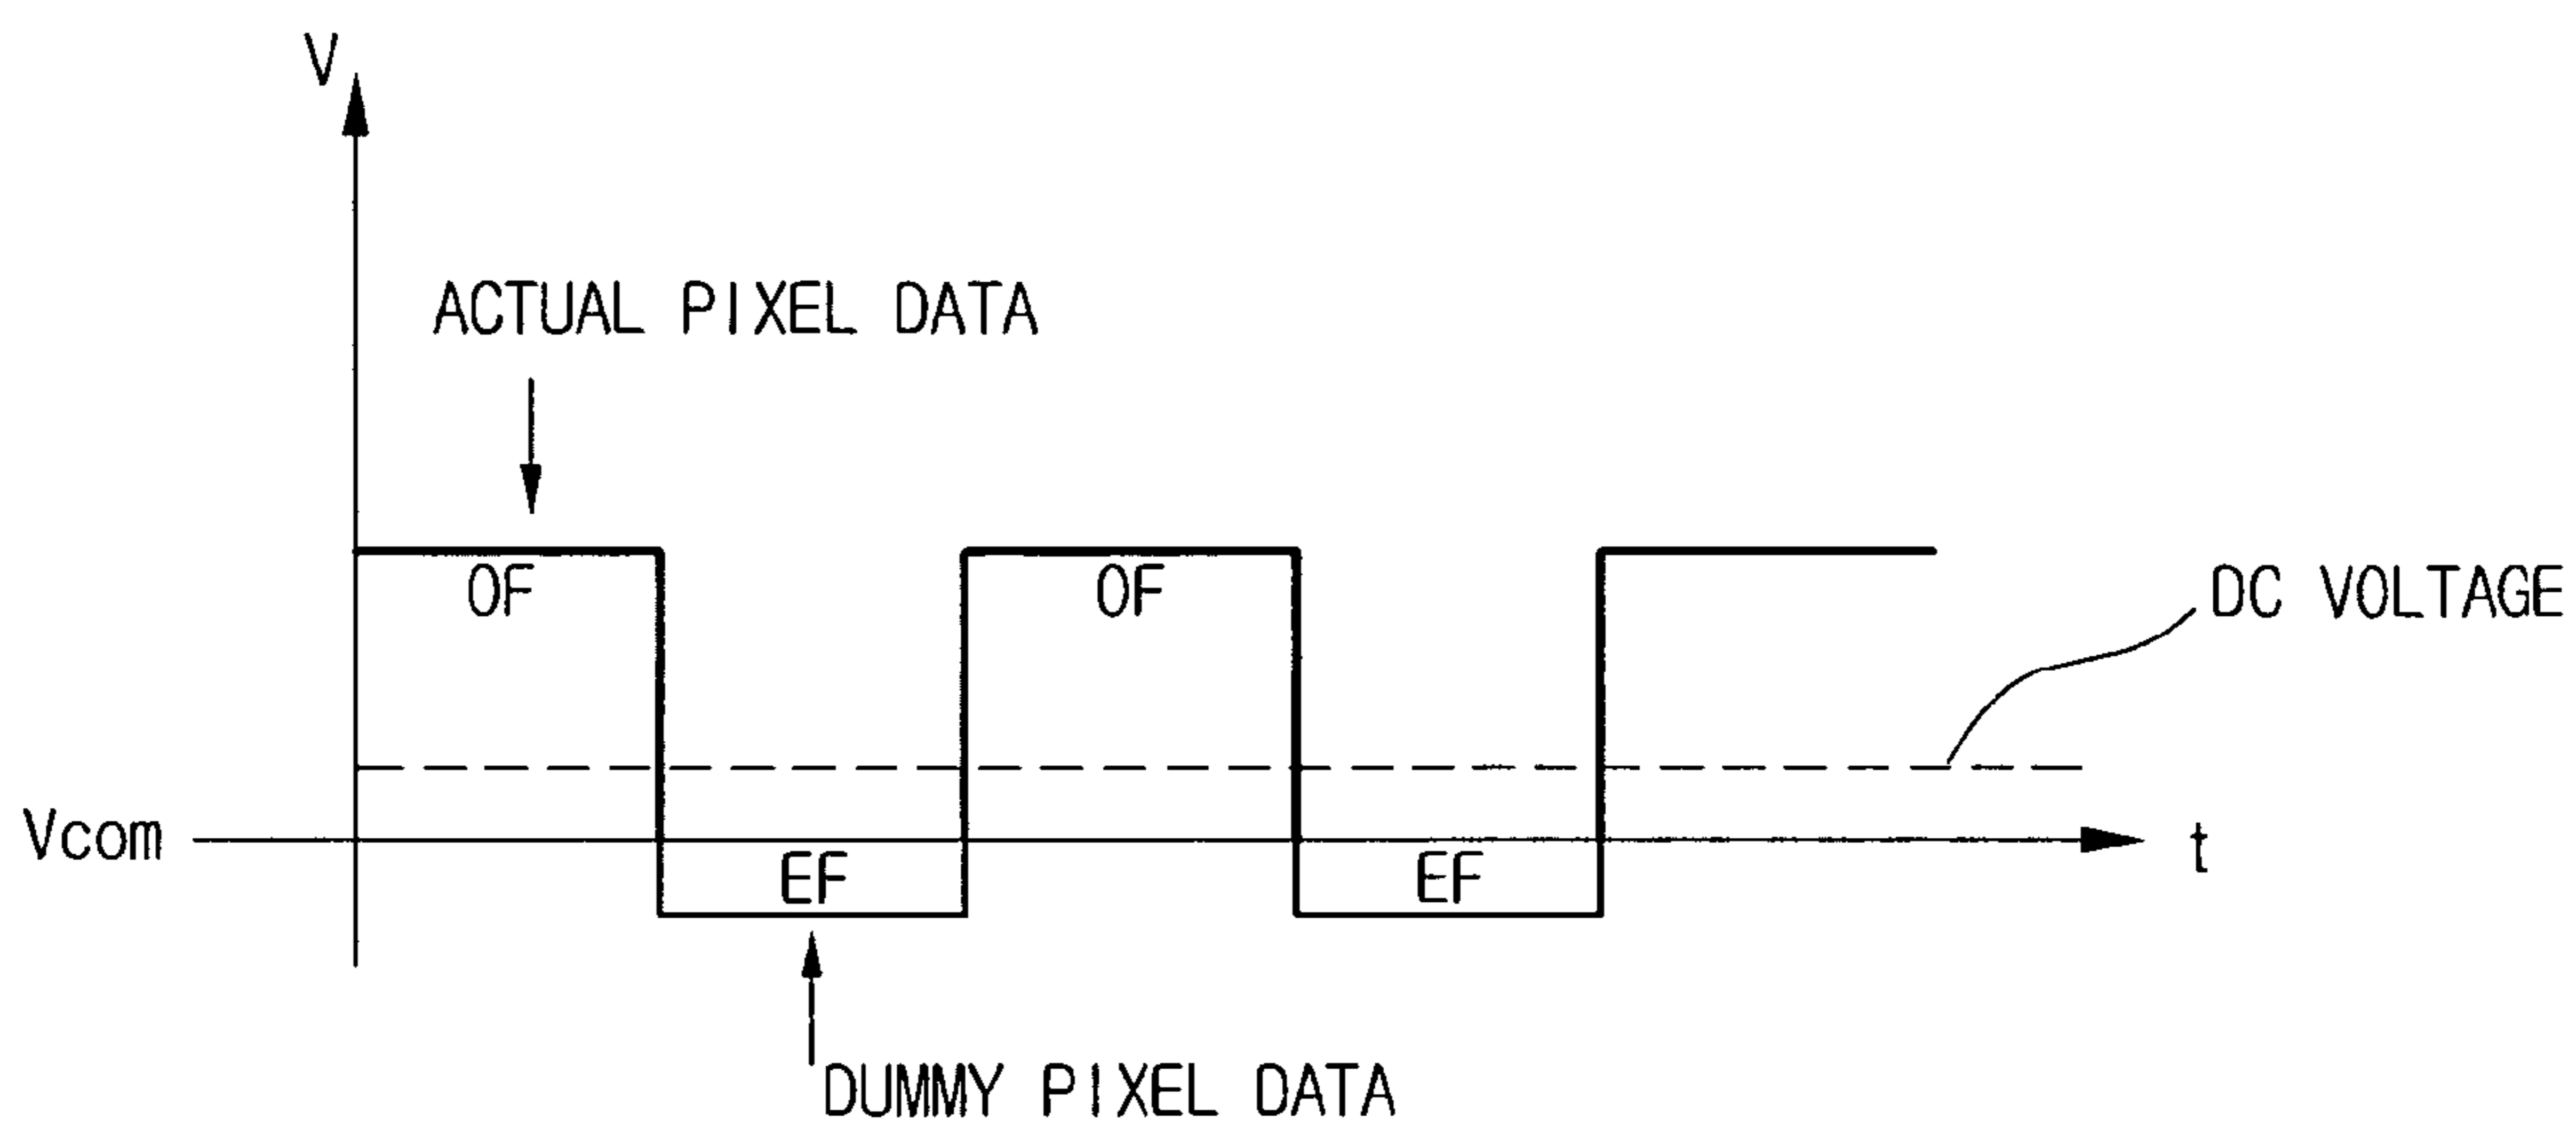 V
ACTUAL PIXEL DATA
OF
OF
DC VOLTAGE
Vcom
EF
EF
t
DUMMY PIXEL DATA